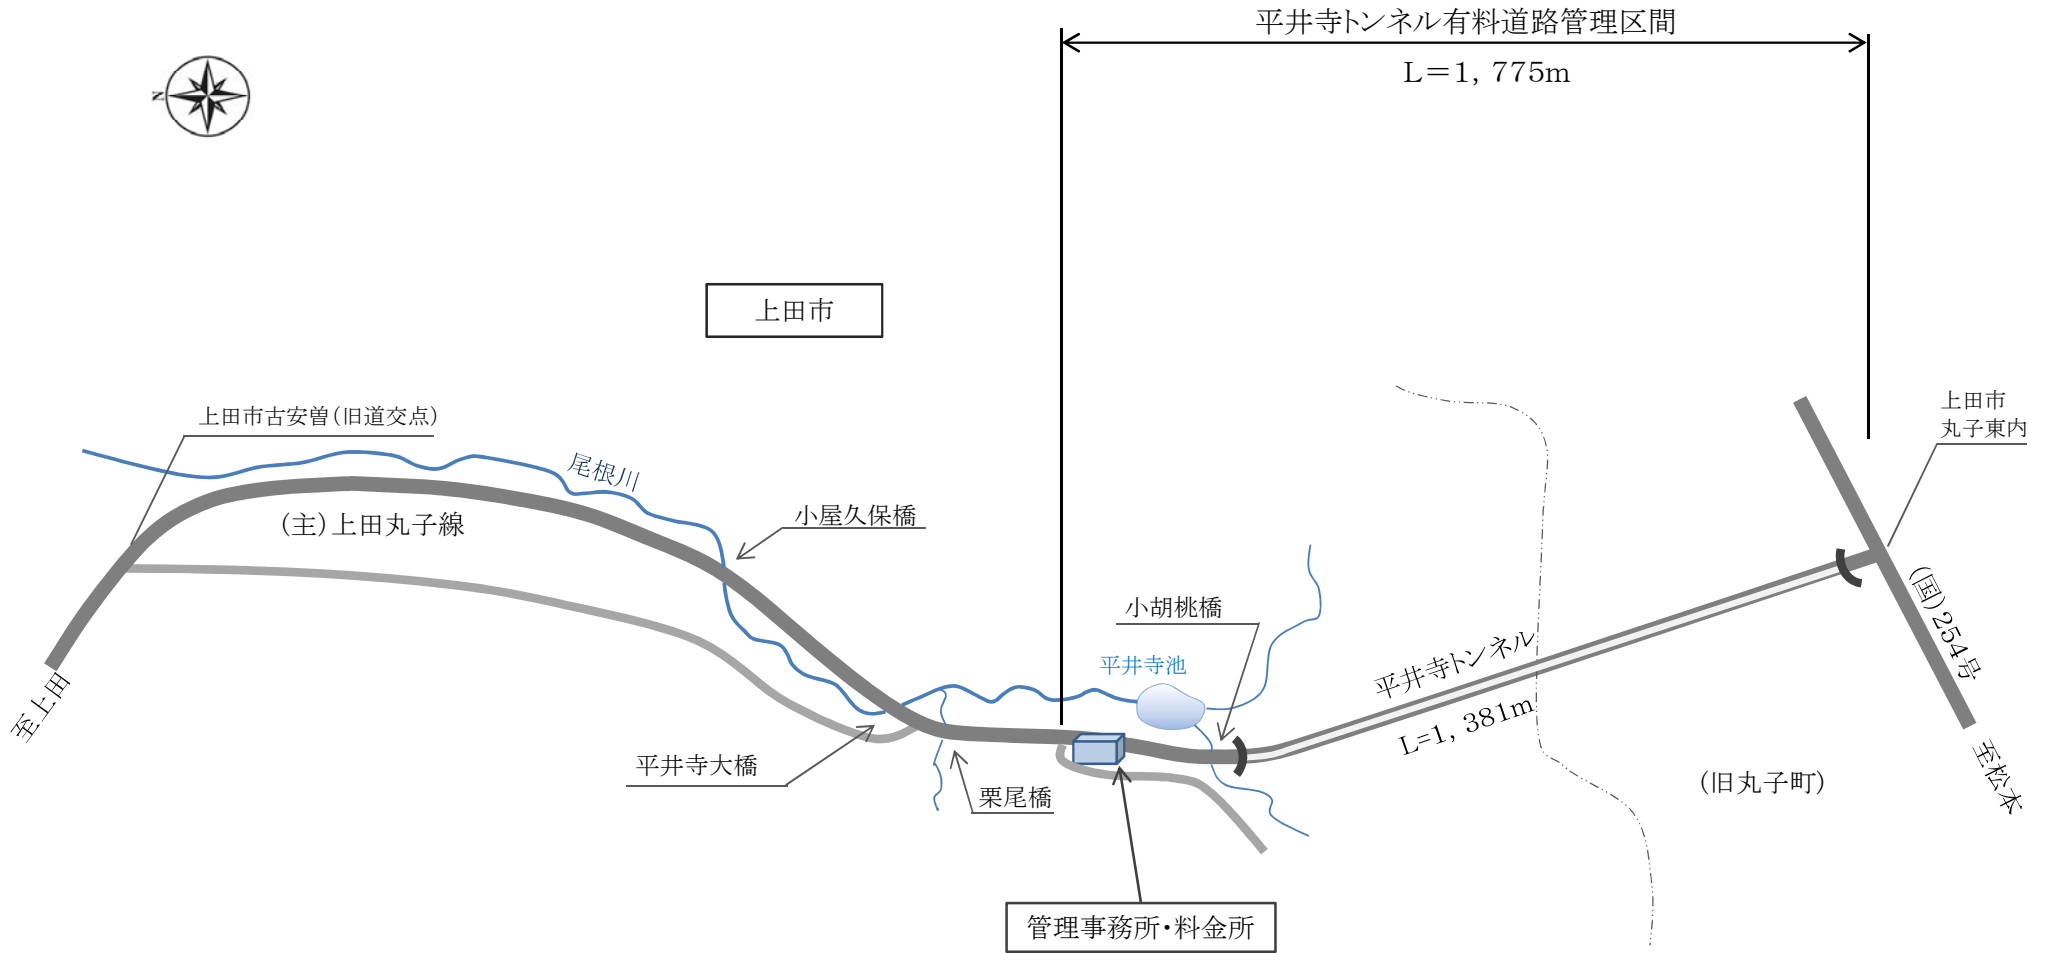 平井寺トンネル有料道路管理区間
L＝1，775m
N
上田市
上田市古安曽（旧道交点）
尾根川
（主）上田丸子線
小屋久保橋
上田市
丸子東内
小胡桃橋
平井寺池
平井寺トンネル
L=1，381m
（国）254号
至上田
平井寺大橋
栗尾橋
（旧丸子町）
至松本
管理事務所・料金所